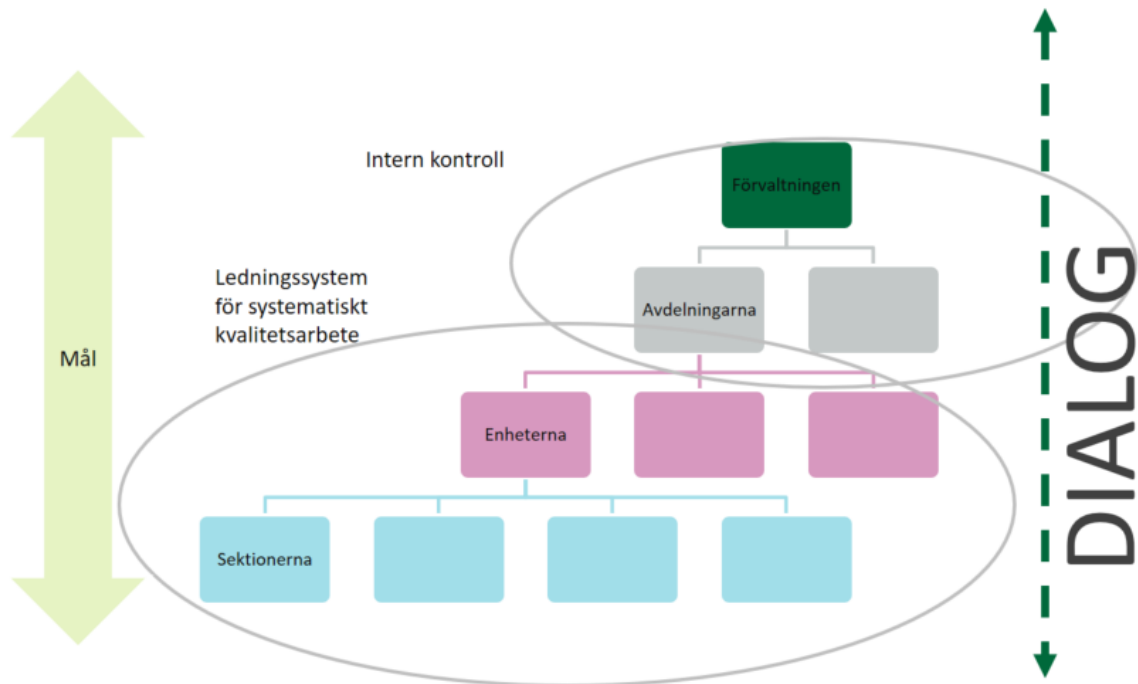 Intern kontroll
Förvaltningen
Ledningssystem
för systematiskt
kvalitetsarbete
Avdelningarna
Mål
Enheterna
Sektionerna
DIALOG